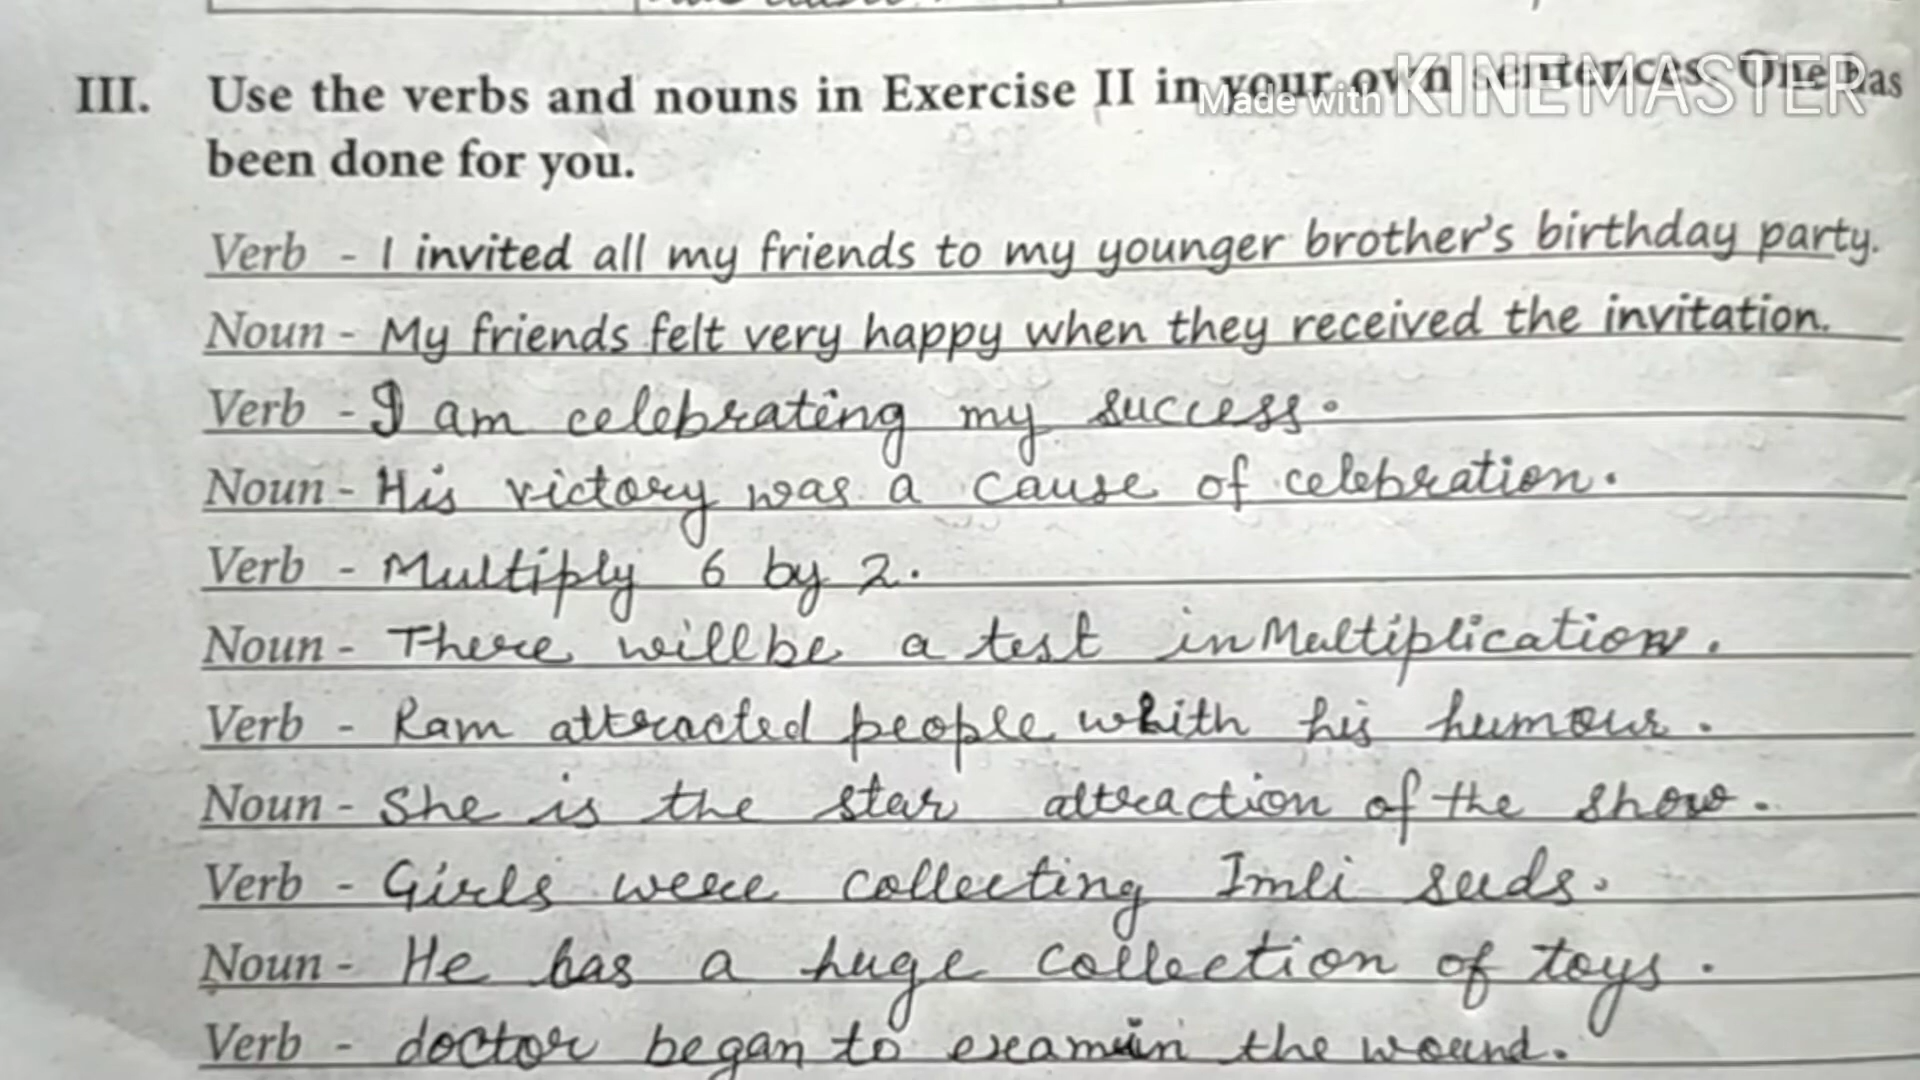 III. Use the verbs and nouns in Exercise II in your own sentences. One has
Made with KINEMASTER
been done for you.
Verb - I invited all my friends to my younger brother's birthday party.
Noun - My friends felt very happy when they received the invitation.
Verb - I am celebrating my success.
Noun - His victory was a cause of celebration.
Verb - Multiply 6 by 2.
Noun - There will be a test in Multiplication.
Verb - Ram attracted people whith his humour.
Noun - She is the star attraction of the show.
Verb - Girls were collecting Imli seeds.
Noun - He has a huge collection of toys.
Verb - doctor began to examin the wound.